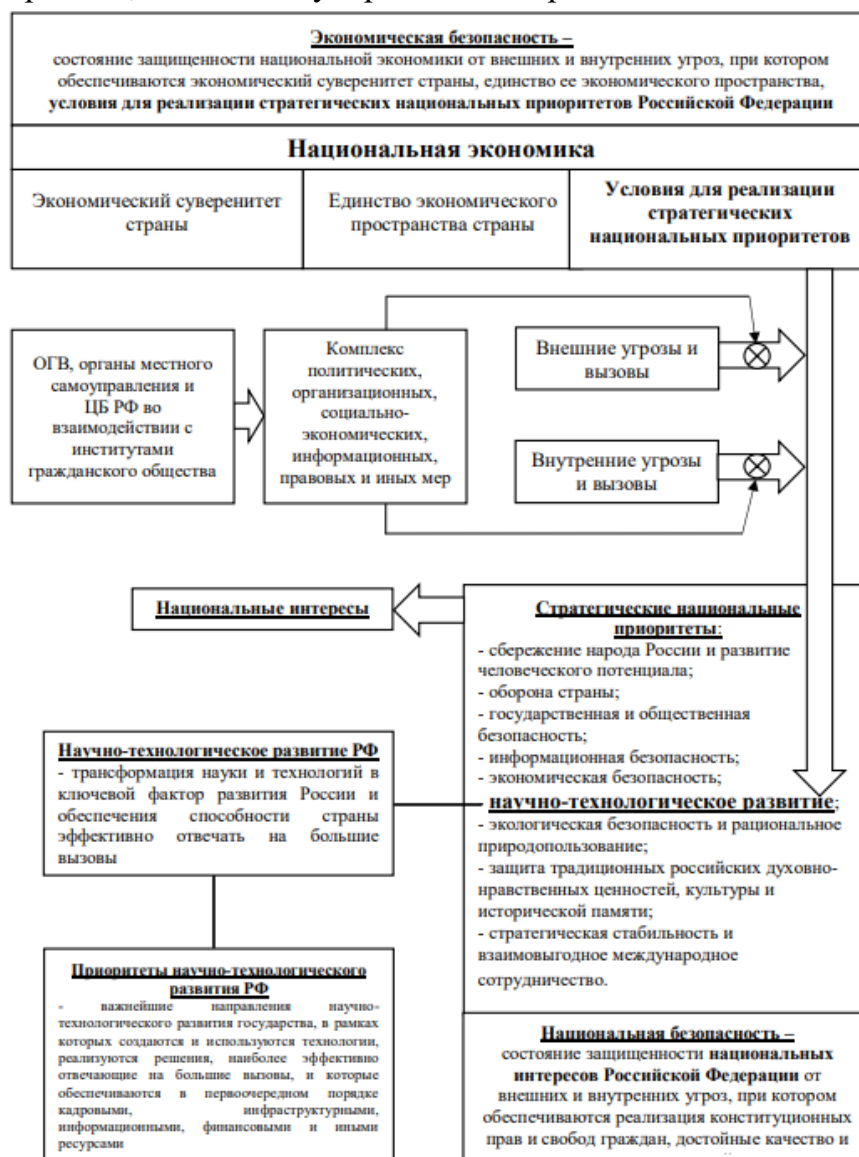 Экономическая безопасность –
состояние защищенности национальной экономики от внешних и внутренних угроз, при котором
обеспечиваются экономический суверенитет страны, единство ее экономического пространства,
условия для реализации стратегических национальных приоритетов Российской Федерации
Национальная экономика
Экономический суверенитет
страны
Единство экономического
пространства страны
Условия для реализации
стратегических
национальных приоритетов
ОГВ, органы местного
самоуправления и
ЦБ РФ во
взаимодействии с
институтами
гражданского общества
Комплекс
политических,
организационных,
социально-
экономических,
информационных,
правовых и иных мер
Внешние угрозы и
вызовы
Внутренние угрозы
и вызовы
Национальные интересы
Стратегические национальные
приоритеты:
- сбережение народа России и развитие
человеческого потенциала;
- оборона страны;
- государственная и общественная
безопасность;
- информационная безопасность;
- экономическая безопасность;
научно-технологическое развитие;
- экологическая безопасность и рациональное
природопользование;
- защита традиционных российских духовно-
нравственных ценностей, культуры и
исторической памяти;
- стратегическая стабильность и
взаимовыгодное международное
сотрудничество.
Научно-технологическое развитие РФ
- трансформация науки и технологий в
ключевой фактор развития России и
обеспечения способности страны
эффективно отвечать на большие
вызовы
Приоритеты научно-технологического
развития РФ
- важнейшие направления научно-
технологического развития государства, в рамках
которых создаются и используются технологии,
реализуются решения, наиболее эффективно
отвечающие на большие вызовы, и которые
обеспечиваются в первоочередном порядке
кадровыми, инфраструктурными,
информационными, финансовыми и иными
ресурсами
Национальная безопасность –
состояние защищенности национальных
интересов Российской Федерации от
внешних и внутренних угроз, при котором
обеспечиваются реализация конституционных
прав и свобод граждан, достойные качество и